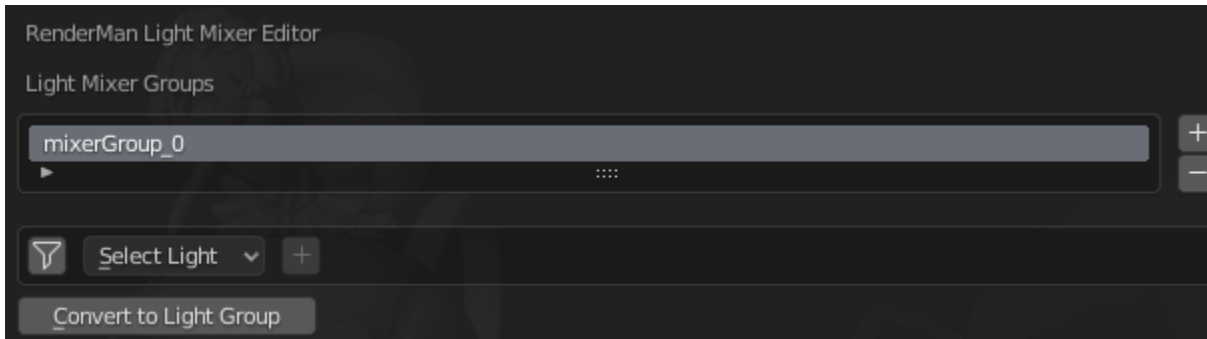 RenderMan Light Mixer Editor
Light Mixer Groups
mixerGroup_0
Select Light
Convert to Light Group